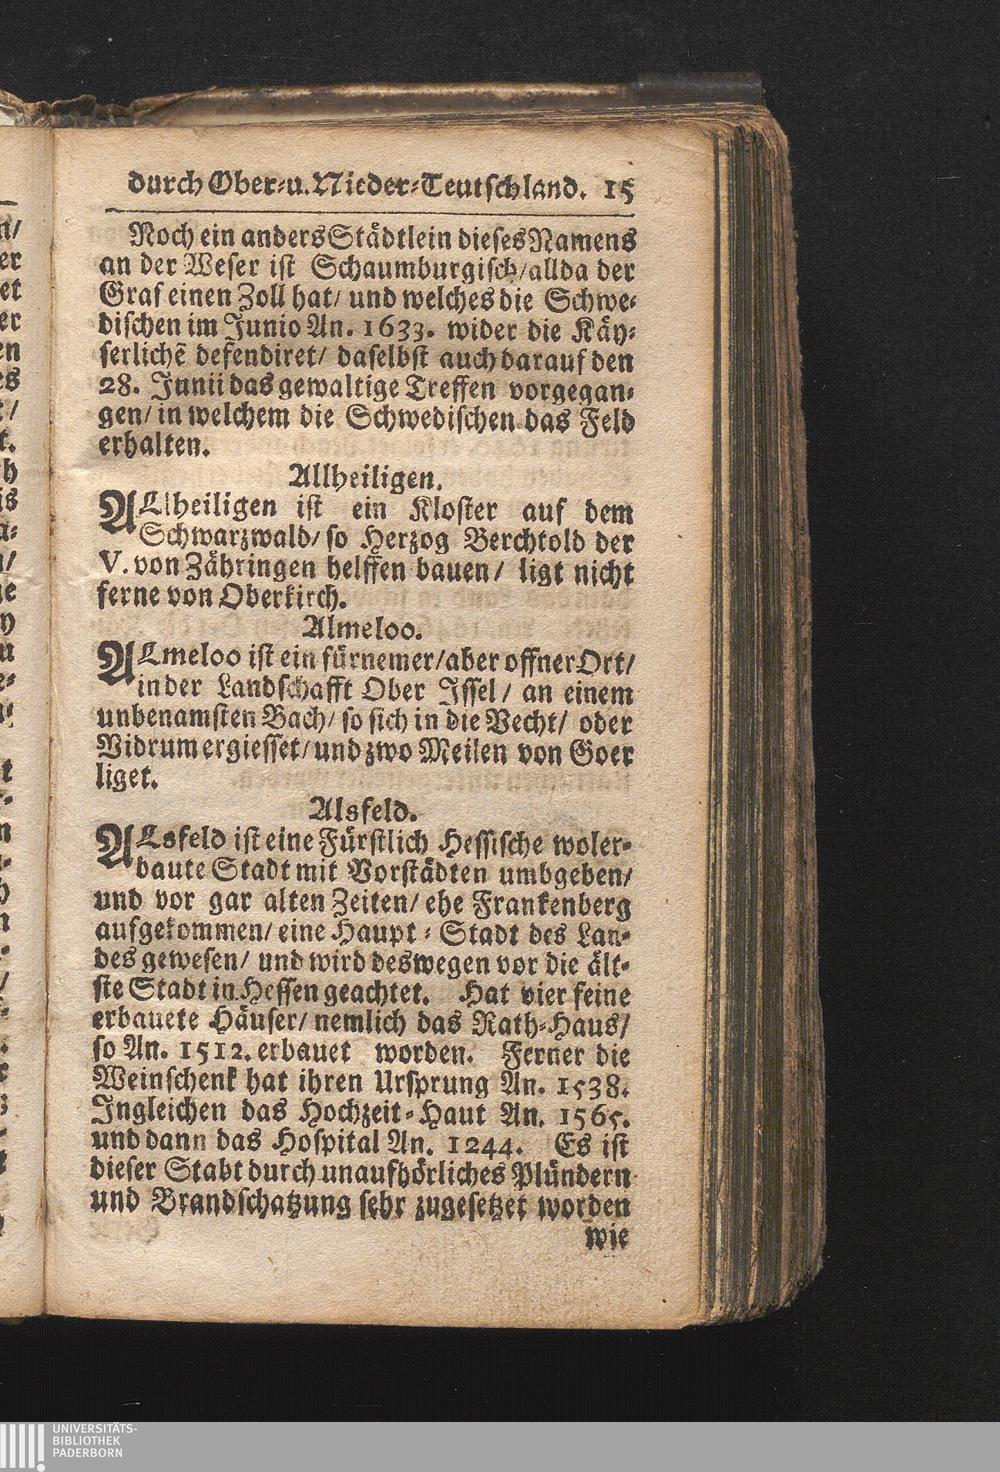 durch Ober-u. Nieder-Teutschland. 15
Noch ein anders Städtlein dieses Namens
an der Weser ist Schaumburgisch/allda der
Graf einen Zoll hat/ und welches die Schwe-
dischen im Junio An. 1633. wider die Käy-
serlichẽ defendiret/ daselbst auch darauf den
28. Junii das gewaltige Treffen vorgegan-
gen/ in welchem die Schwedischen das Feld
erhalten.
Allheiligen.
ALlheiligen ist ein Kloster auf dem
Schwarzwald/ so Herzog Berchtold der
V. von Zähringen helffen bauen/ ligt nicht
ferne von Oberkirch.
Almeloo.
ALmeloo ist ein fürnemer/aber offner Ort/
in der Landschafft Ober Issel/ an einem
unbenamsten Bach/ so sich in die Vecht/ oder
Vidrum ergiesset/ und zwo Meilen von Goer
liget.
Alsfeld.
ALsfeld ist eine Fürstlich Hessische woler-
baute Stadt mit Vorstädten umbgeben/
und vor gar alten Zeiten/ ehe Frankenberg
aufgekommen/ eine Haupt-Stadt des Lan-
des gewesen/ und wird deswegen vor die ält-
ste Stadt in Hessen geachtet. Hat vier feine
erbauete Häuser/ nemlich das Rath-Haus/
so An. 1512. erbauet worden. Ferner die
Weinschenk hat ihren Ursprung An. 1538.
Ingleichen das Hochzeit-Haut An. 1565.
und dann das Hospital An. 1244. Es ist
dieser Stabt durch unaufhörliches Plündern
und Brandschatzung sehr zugesetzet worden
wie
UNIVERSITÄTS-
BIBLIOTHEK
PADERBORN